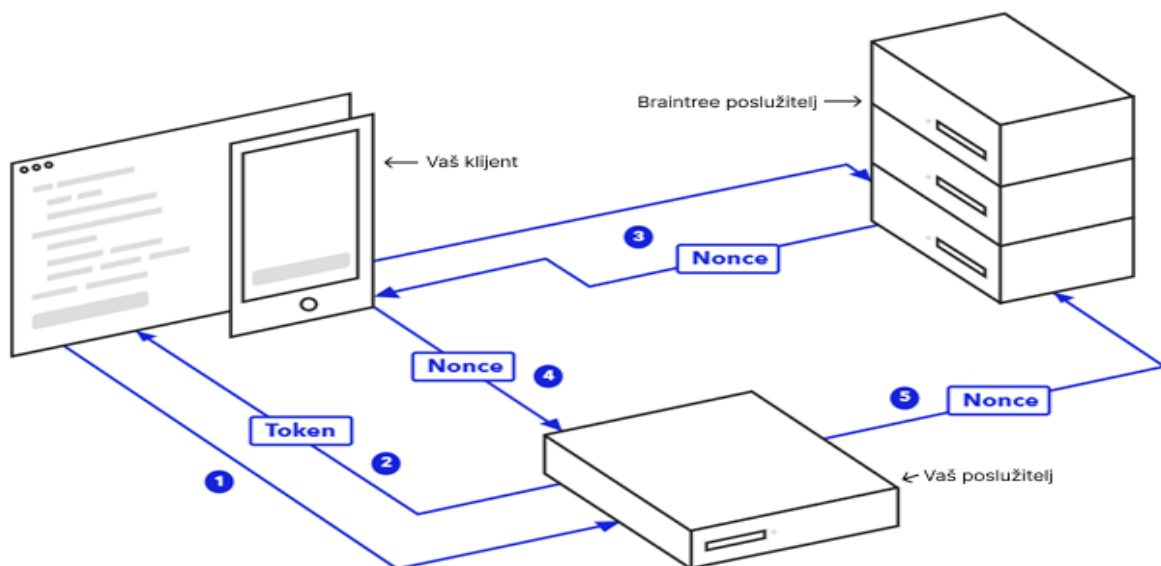 Braintree poslužitelj
Vaš klijent
3
Nonce
Nonce
4
5
Nonce
Token
2
1
Vaš poslužitelj